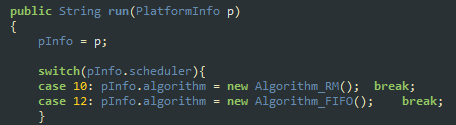 public String run(PlatformInfo p)
{
    pInfo = p;

    switch(pInfo.scheduler){
    case 10: pInfo.algorithm = new Algorithm_RM();  break;
    case 12: pInfo.algorithm = new Algorithm_FIFO();    break;
    }